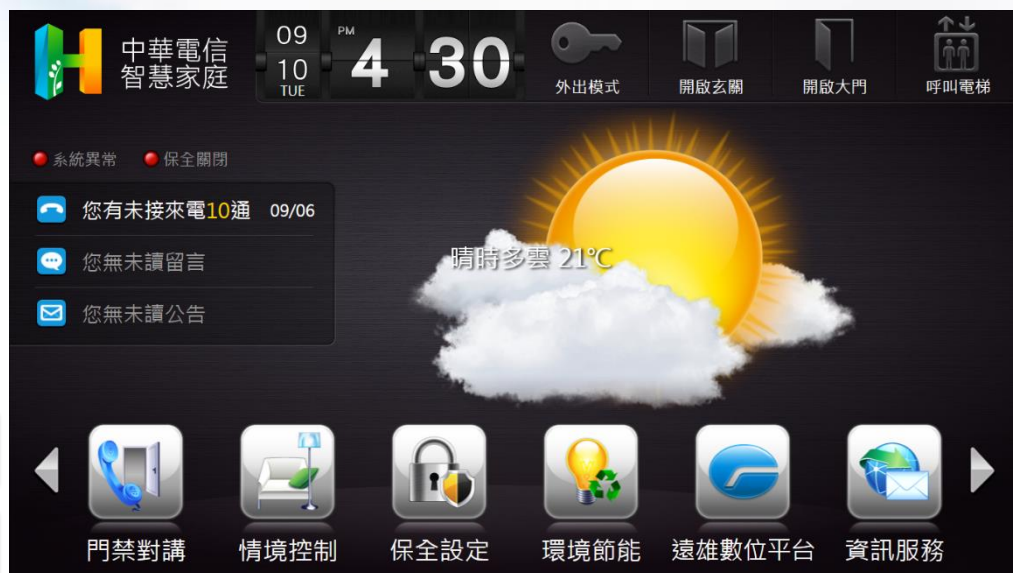 中華電信
智慧家庭
09
10
TUE
PM
4 30
外出模式
開啟玄關
開啟大門
呼叫電梯
系統異常 保全關閉
您有未接來電10通 09/06
您無未讀留言
您無未讀公告
晴時多雲 21℃
門禁對講
情境控制
保全設定
環境節能
遠雄數位平台
資訊服務